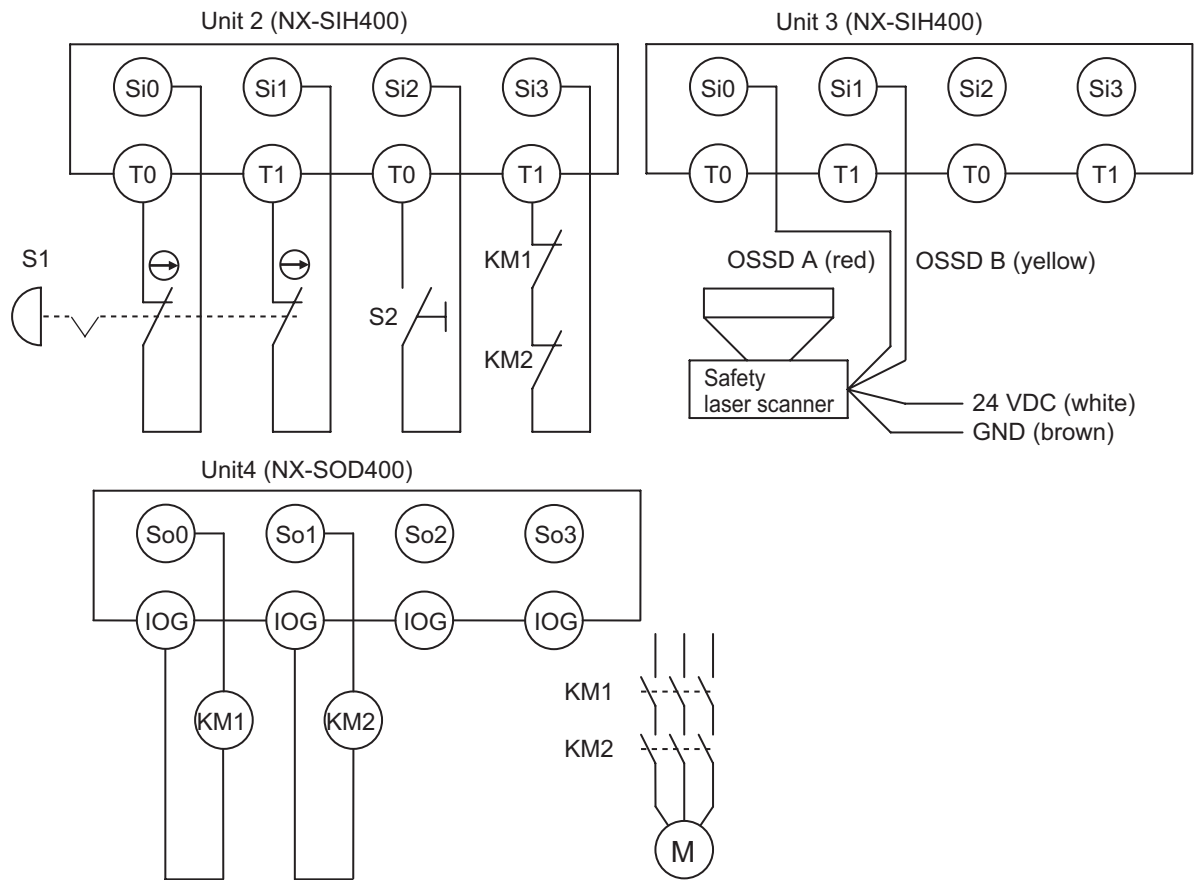 Unit 2 (NX-SIH400)
Si0 Si1 Si2 Si3
T0 T1 T0 T1
S1
S2
KM1
KM2
Unit 3 (NX-SIH400)
Si0 Si1 Si2 Si3
T0 T1 T0 T1
OSSD A (red) OSSD B (yellow)
Safety
laser scanner
24 VDC (white)
GND (brown)
Unit4 (NX-SOD400)
So0 So1 So2 So3
IOG IOG IOG IOG
KM1 KM2
KM1
KM2
M